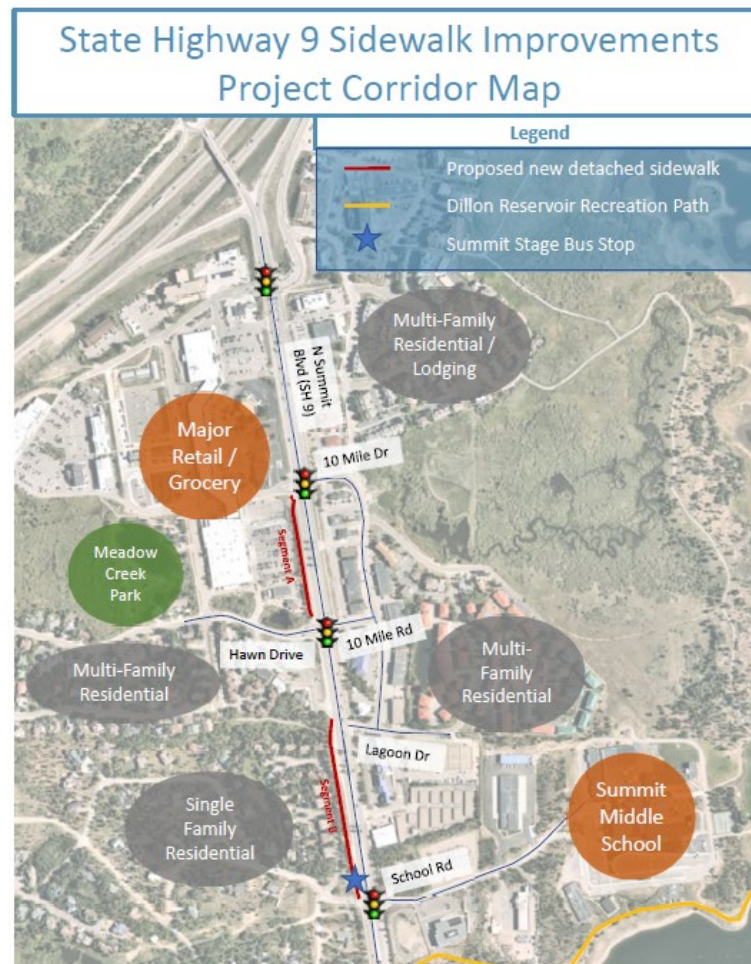 State Highway 9 Sidewalk Improvements
Project Corridor Map
Legend
Proposed new detached sidewalk
Dillon Reservoir Recreation Path
Summit Stage Bus Stop
Multi-Family
Residential /
Lodging
N Summit
Blvd (SH 9)
Major
Retail /
Grocery
10 Mile Dr
Segment A
Meadow
Creek
Park
10 Mile Rd
Hawn Drive
Multi-Family
Residential
Multi-
Family
Residential
Lagoon Dr
Segment B
Single
Family
Residential
Summit
Middle
School
School Rd